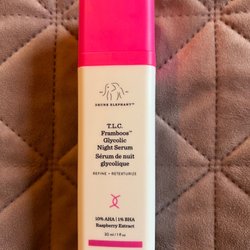 DRUNK ELEPHANT™
T.L.C.
Framboos™
Glycolic
Night Serum
Sérum de nuit
glycolique
REFINE + RETEXTURIZE
10% AHA | 1% BHA
Raspberry Extract
30 ml / 1 fl oz